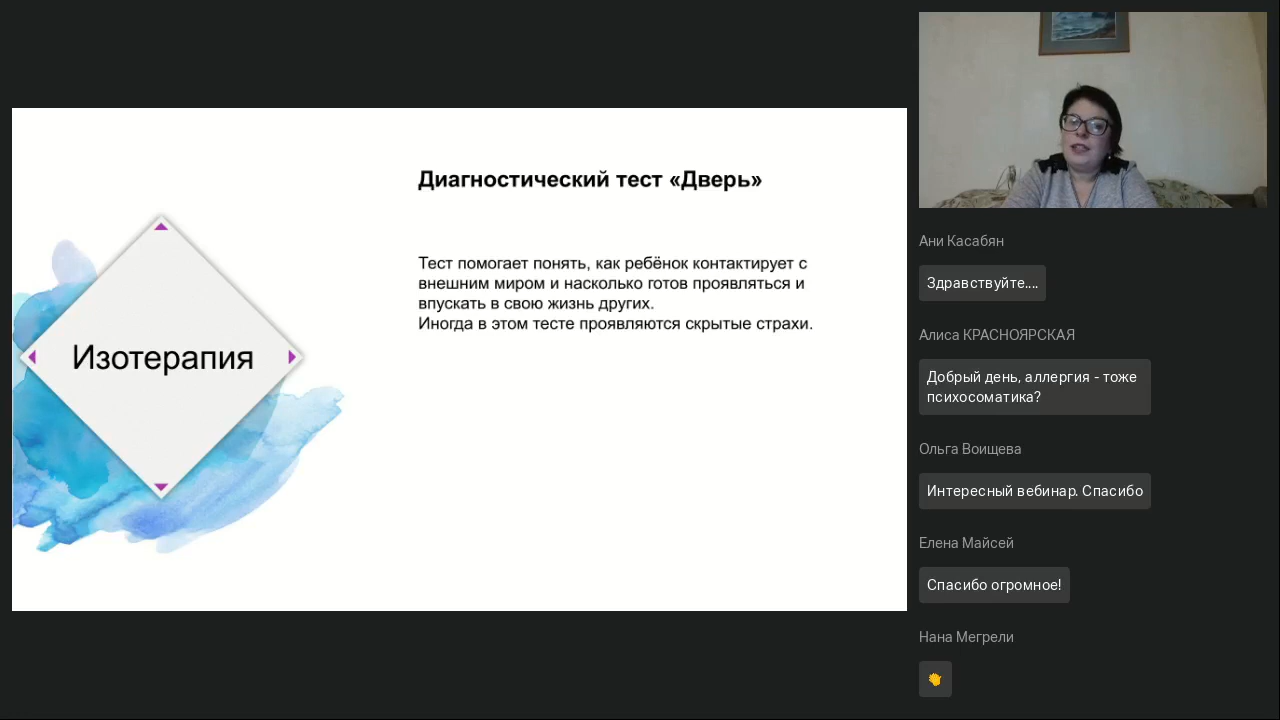 Диагностический тест «Дверь»
Тест помогает понять, как ребёнок контактирует с
внешним миром и насколько готов проявляться и
впускать в свою жизнь других.
Иногда в этом тесте проявляются скрытые страхи.
Изотерапия
Ани Касабян
Здравствуйте....
Алиса КРАСНОЯРСКАЯ
Добрый день, аллергия - тоже
психосоматика?
Ольга Воищева
Интересный вебинар. Спасибо
Елена Майсей
Спасибо огромное!
Нана Мегрели
👏